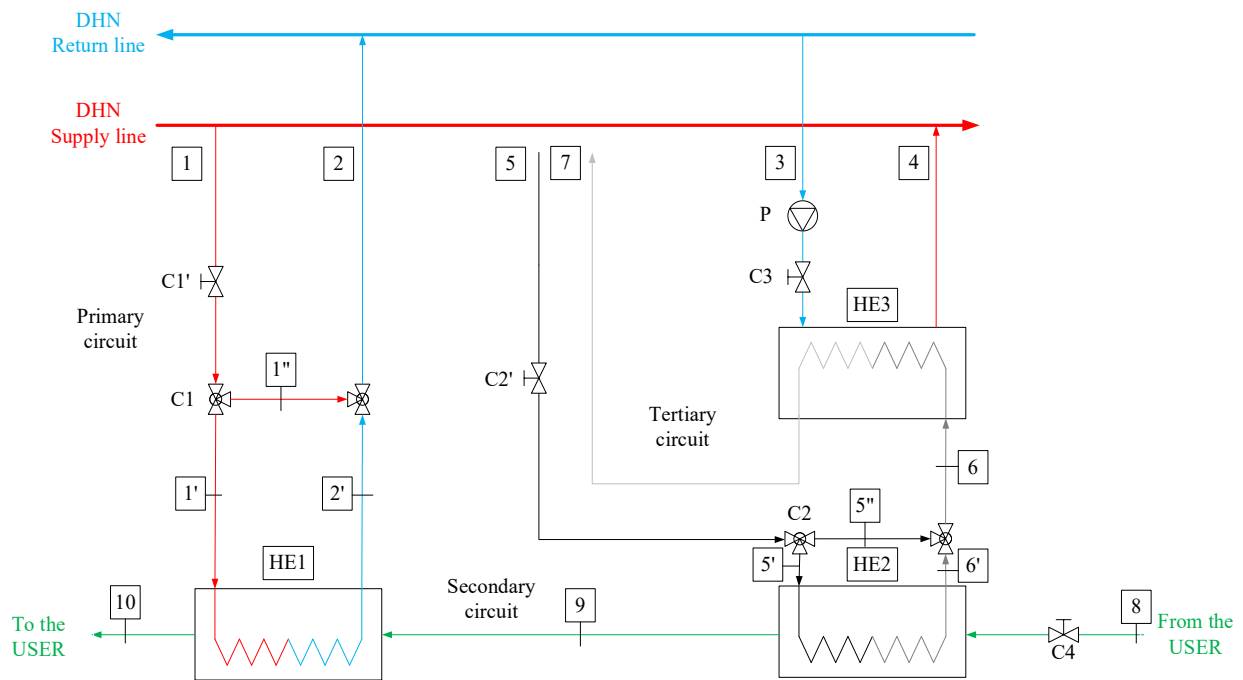 DHN
Return line
DHN
Supply line
1
2
5
7
3
4
P
C1'
C3
HE3
Primary
circuit
1"
C2'
C1
Tertiary
circuit
6
1'
2'
C2
5"
HE1
5'
HE2
6'
Secondary
circuit
10
9
8
To the
USER
From the
USER
C4